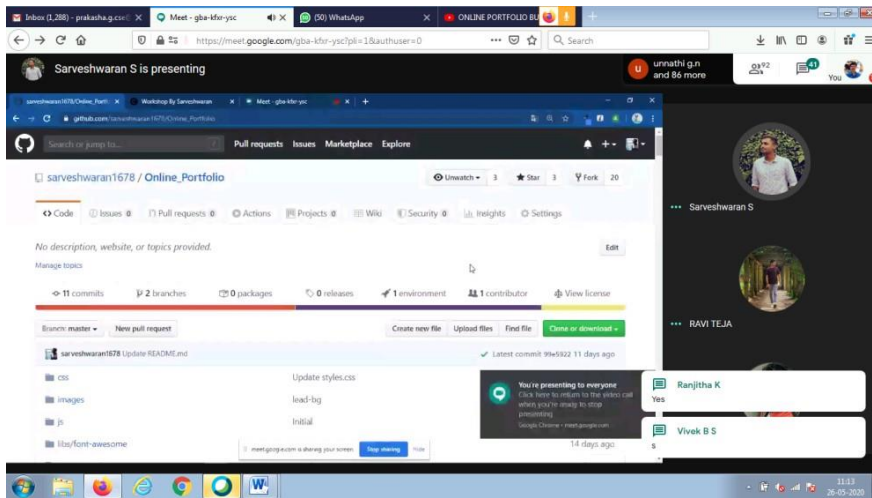 Inbox (1,288) - prakasha.g.cse
Meet - gba-kfxr-ysc
(50) WhatsApp
ONLINE PORTFOLIO BU
https://meet.google.com/gba-kfxr-ysc?pli=1&authuser=0
Search
Sarveshwaran S is presenting
u
unnathi g.n
and 86 more
92
41
You
Workshop By Sarveshwaran
Meet - gba-kfxr-ysc
github.com/sarveshwaran1678/Online_Portfolio
Search or jump to...
Pull requests Issues Marketplace Explore
sarveshwaran1678 / Online_Portfolio
Unwatch 3
Star 3
Fork 20
Code
Issues 0
Pull requests 0
Actions
Projects 0
Wiki
Security 0
Insights
Settings
No description, website, or topics provided.
Edit
Manage topics
11 commits
2 branches
0 packages
0 releases
1 environment
1 contributor
View license
Branch: master
New pull request
Create new file
Upload files
Find file
Clone or download
sarveshwaran1678 Update README.md
Latest commit 99e5922 11 days ago
css
Update styles.css
images
lead-bg
js
Initial
libs/font-awesome
14 days ago
You're presenting to everyone
Click here to return to the video call
when you're ready to stop
presenting
Google Chrome • meet.google.com
meet.google.com is sharing your screen.
Stop sharing
Hide
Sarveshwaran S
RAVI TEJA
Ranjitha K
Yes
Vivek B S
s
11:13
26-05-2020